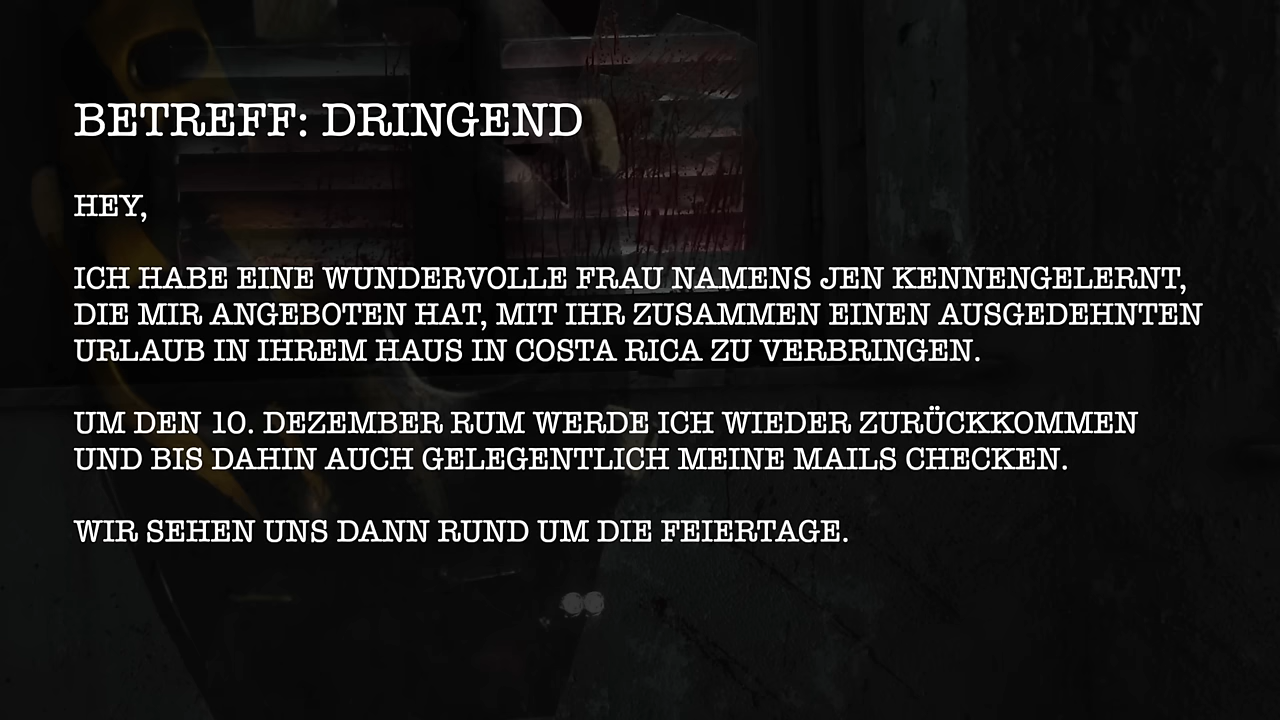 BETREFF: DRINGEND
HEY,
ICH HABE EINE WUNDERVOLLE FRAU NAMENS JEN KENNENGELERNT,
DIE MIR ANGEBOTEN HAT, MIT IHR ZUSAMMEN EINEN AUSGEDEHNTEN
URLAUB IN IHREM HAUS IN COSTA RICA ZU VERBRINGEN.
UM DEN 10. DEZEMBER RUM WERDE ICH WIEDER ZURÜCKKOMMEN
UND BIS DAHIN AUCH GELEGENTLICH MEINE MAILS CHECKEN.
WIR SEHEN UNS DANN RUND UM DIE FEIERTAGE.